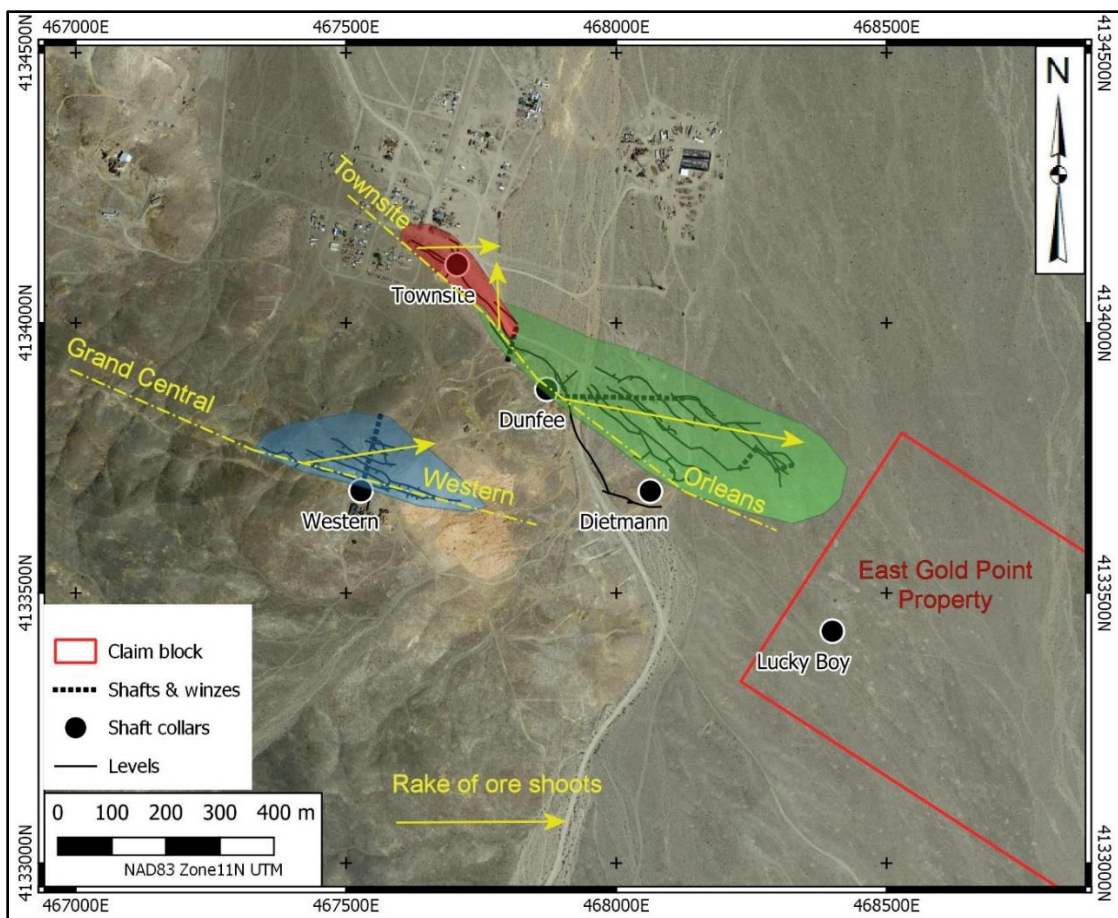 467000E
467500E
468000E
468500E
4134500N
4134500N
N
Townsite
Townsite
4134000N
4134000N
Grand Central
Dunfee
Western
Orleans
Western
Dietmann
East Gold Point
Property
4133500N
4133500N
Lucky Boy
Claim block
Shafts & winzes
Shaft collars
Levels
Rake of ore shoots
0 100 200 300 400 m
NAD83 Zone11N UTM
4133000N
4133000N
467000E
467500E
468000E
468500E